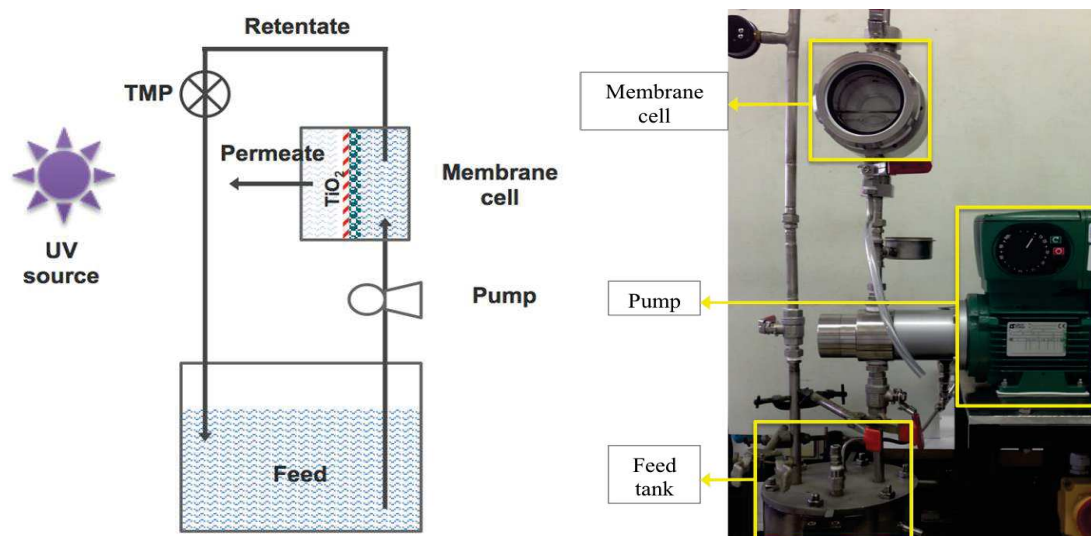 Retentate
TMP
Permeate
TiO₂
Membrane
cell
UV
source
Pump
Feed
Membrane
cell
Pump
Feed
tank